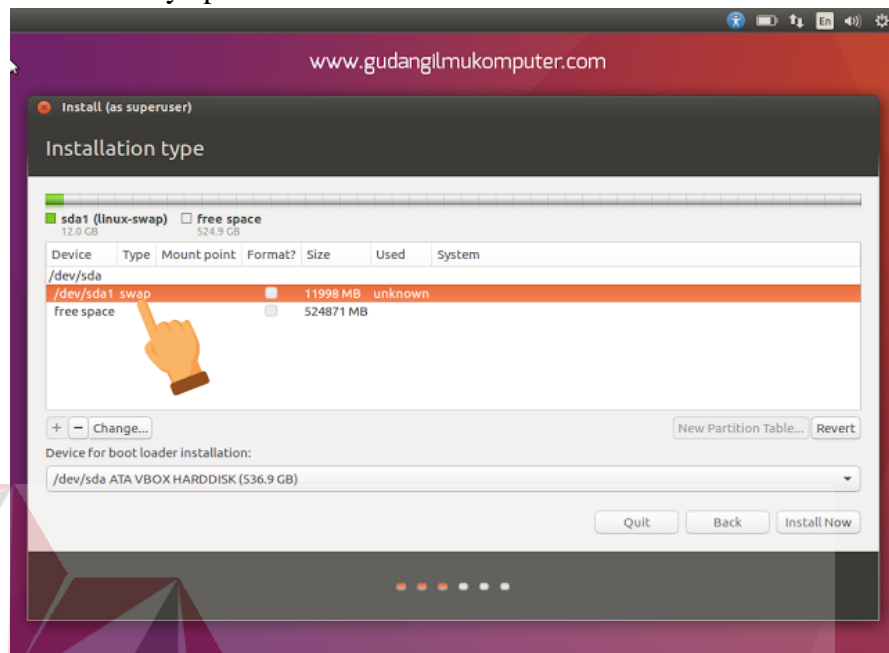 En
www.gudangilmukomputer.com
Install (as superuser)
Installation type
sda1 (linux-swap) free space
12.0 GB 524.9 GB
Device Type Mount point Format? Size Used System
/dev/sda
/dev/sda1 swap 11998 MB unknown
free space 524871 MB
+ − Change... New Partition Table... Revert
Device for boot loader installation:
/dev/sda ATA VBOX HARDDISK (536.9 GB)
Quit Back Install Now